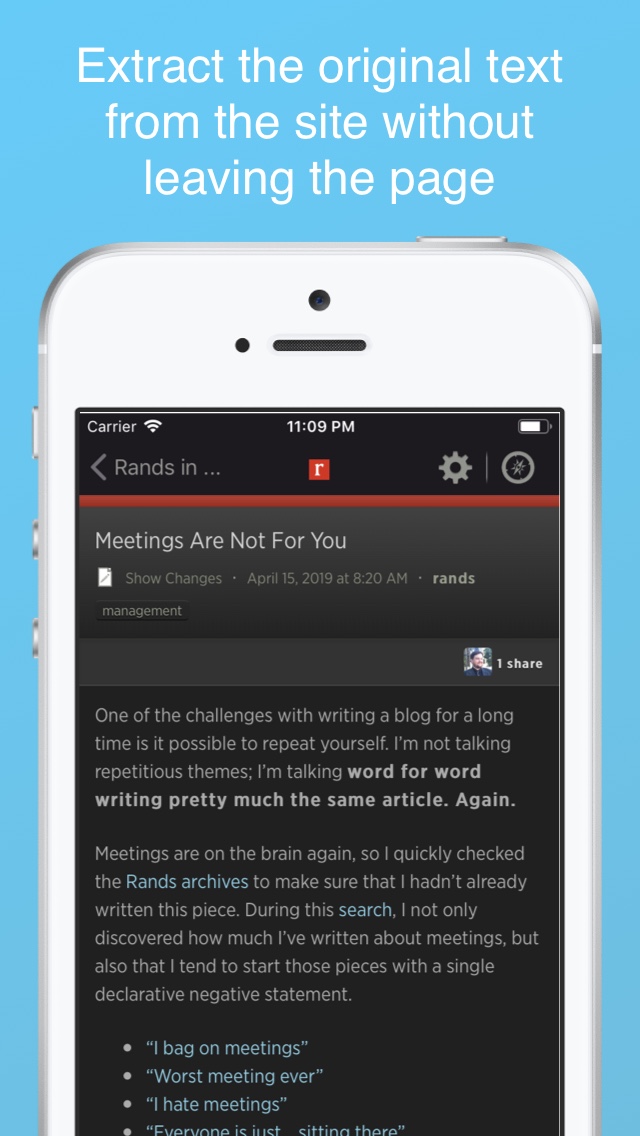 Extract the original text
from the site without
leaving the page
Carrier 11:09 PM
Rands in ...
r
Meetings Are Not For You
Show Changes · April 15, 2019 at 8:20 AM · rands
management
1 share
One of the challenges with writing a blog for a long
time is it possible to repeat yourself. I’m not talking
repetitious themes; I’m talking word for word
writing pretty much the same article. Again.
Meetings are on the brain again, so I quickly checked
the Rands archives to make sure that I hadn’t already
written this piece. During this search, I not only
discovered how much I’ve written about meetings, but
also that I tend to start those pieces with a single
declarative negative statement.
• “I bag on meetings”
• “Worst meeting ever”
• “I hate meetings”
• “Everyone is just… sitting there”